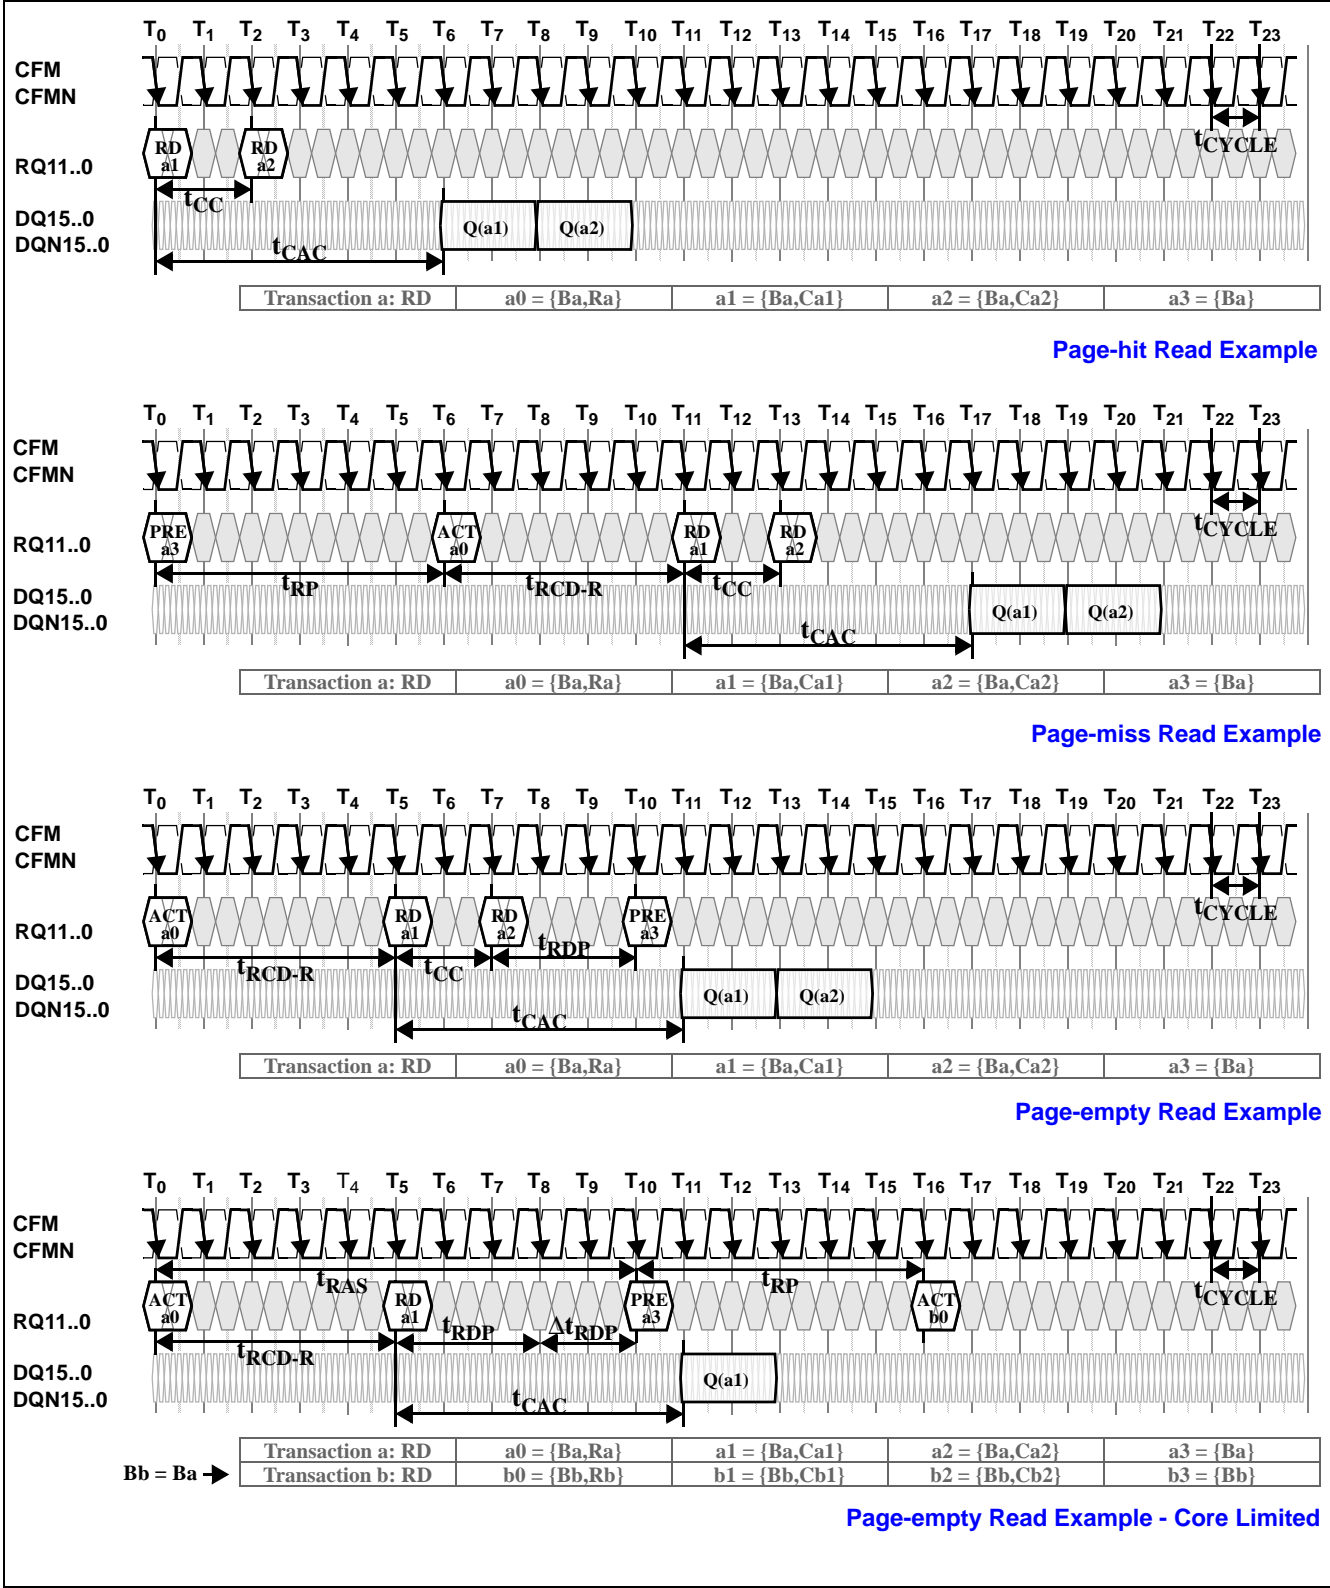 T0 T1 T2 T3 T4 T5 T6 T7 T8 T9 T10 T11 T12 T13 T14 T15 T16 T17 T18 T19 T20 T21 T22 T23
CFM
CFMN
tCYCLE
RD a1 RD a2
RQ11..0
tCC
DQ15..0
DQN15..0
Q(a1) Q(a2)
tCAC
Transaction a: RD a0 = {Ba,Ra} a1 = {Ba,Ca1} a2 = {Ba,Ca2} a3 = {Ba}
Page-hit Read Example
T0 T1 T2 T3 T4 T5 T6 T7 T8 T9 T10 T11 T12 T13 T14 T15 T16 T17 T18 T19 T20 T21 T22 T23
CFM
CFMN
tCYCLE
PRE a3 ACT a0 RD a1 RD a2
RQ11..0
tRP tRCD-R tCC
DQ15..0
DQN15..0
Q(a1) Q(a2)
tCAC
Transaction a: RD a0 = {Ba,Ra} a1 = {Ba,Ca1} a2 = {Ba,Ca2} a3 = {Ba}
Page-miss Read Example
T0 T1 T2 T3 T4 T5 T6 T7 T8 T9 T10 T11 T12 T13 T14 T15 T16 T17 T18 T19 T20 T21 T22 T23
CFM
CFMN
tCYCLE
ACT a0 RD a1 RD a2 PRE a3
RQ11..0
tRDP
tRCD-R tCC
DQ15..0
DQN15..0
Q(a1) Q(a2)
tCAC
Transaction a: RD a0 = {Ba,Ra} a1 = {Ba,Ca1} a2 = {Ba,Ca2} a3 = {Ba}
Page-empty Read Example
T0 T1 T2 T3 T4 T5 T6 T7 T8 T9 T10 T11 T12 T13 T14 T15 T16 T17 T18 T19 T20 T21 T22 T23
CFM
CFMN
tRAS tRP tCYCLE
ACT a0 RD a1 PRE a3 ACT b0
RQ11..0
tRDP ΔtRDP
tRCD-R
DQ15..0
DQN15..0
Q(a1)
tCAC
Transaction a: RD a0 = {Ba,Ra} a1 = {Ba,Ca1} a2 = {Ba,Ca2} a3 = {Ba}
Bb = Ba Transaction b: RD b0 = {Bb,Rb} b1 = {Bb,Cb1} b2 = {Bb,Cb2} b3 = {Bb}
Page-empty Read Example - Core Limited